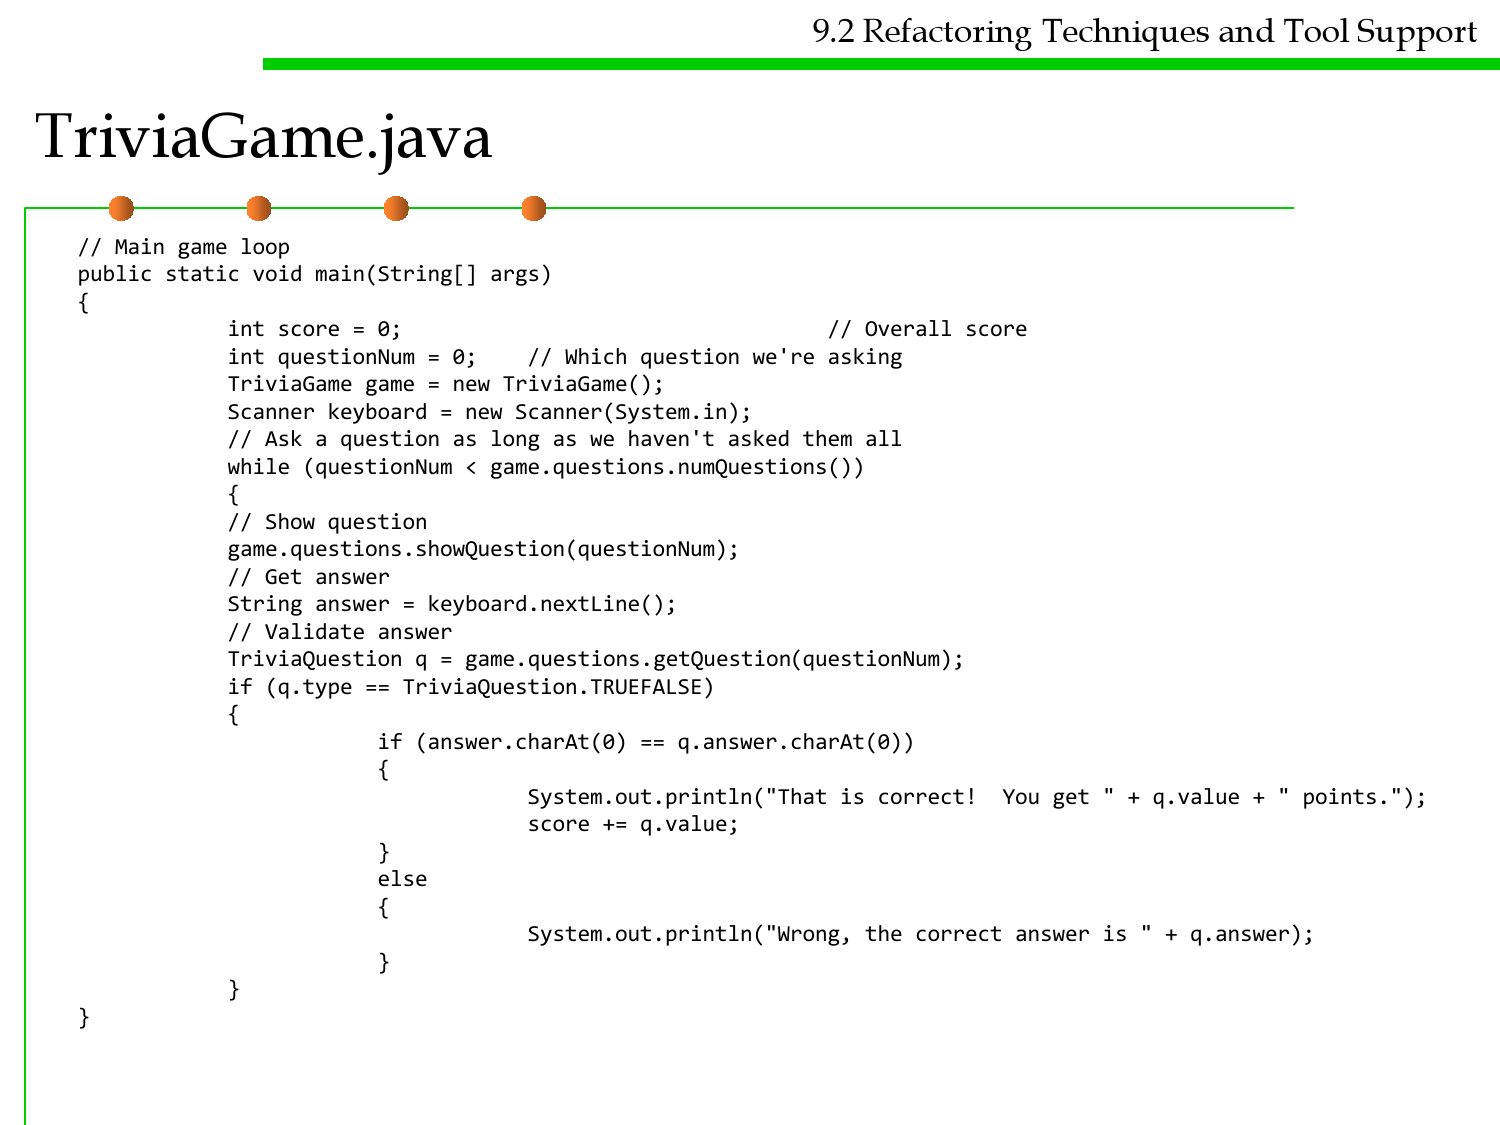 9.2 Refactoring Techniques and Tool Support
TriviaGame.java
// Main game loop
public static void main(String[] args)
{
int score = 0; // Overall score
int questionNum = 0; // Which question we're asking
TriviaGame game = new TriviaGame();
Scanner keyboard = new Scanner(System.in);
// Ask a question as long as we haven't asked them all
while (questionNum < game.questions.numQuestions())
{
// Show question
game.questions.showQuestion(questionNum);
// Get answer
String answer = keyboard.nextLine();
// Validate answer
TriviaQuestion q = game.questions.getQuestion(questionNum);
if (q.type == TriviaQuestion.TRUEFALSE)
{
if (answer.charAt(0) == q.answer.charAt(0))
{
System.out.println("That is correct!  You get " + q.value + " points.");
score += q.value;
}
else
{
System.out.println("Wrong, the correct answer is " + q.answer);
}
}
}